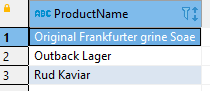 ABC ProductName
1 Original Frankfurter grine Soae
2 Outback Lager
3 Rud Kaviar